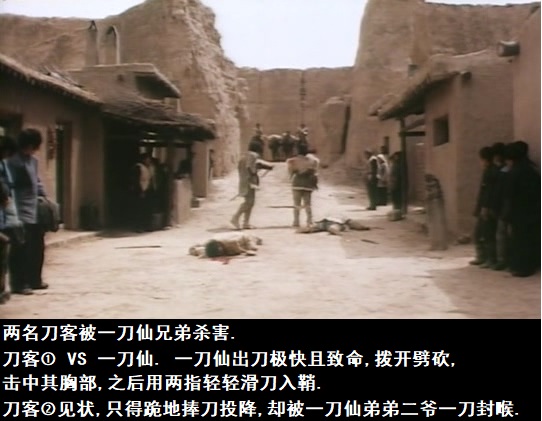 两名刀客被一刀仙兄弟杀害.
刀客① VS 一刀仙. 一刀仙出刀极快且致命,拨开劈砍,
击中其胸部,之后用两指轻轻滑刀入鞘.
刀客②见状,只得跪地捧刀投降,却被一刀仙弟弟二爷一刀封喉.